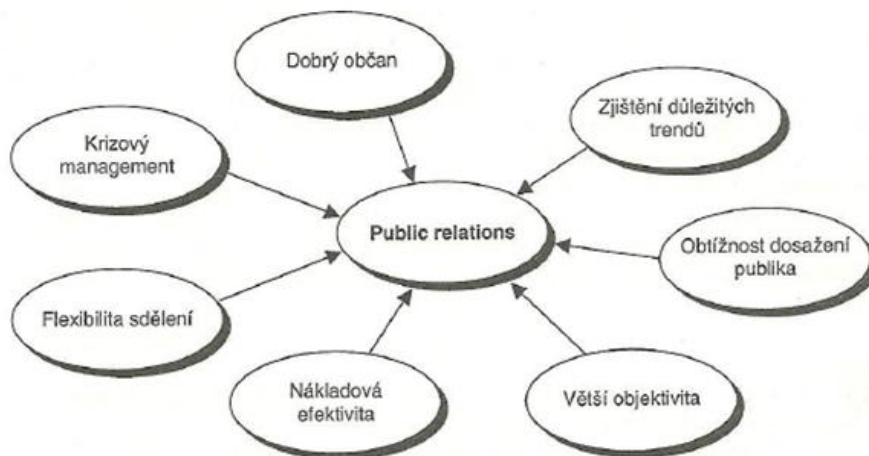 Dobrý občan
Zjištění důležitých
trendů
Krizový
management
Public relations
Obtížnost dosažení
publika
Flexibilita sdělení
Nákladová
efektivita
Větší objektivita